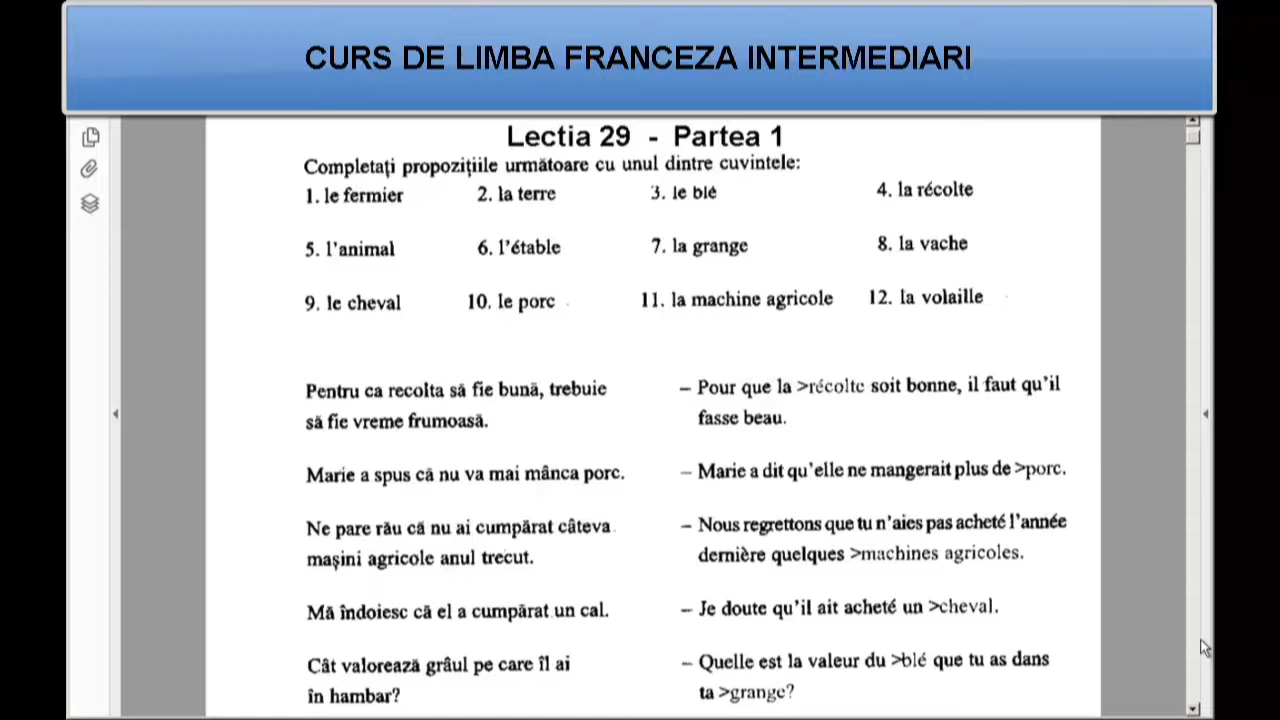 CURS DE LIMBA FRANCEZA INTERMEDIARI
Lectia 29 - Partea 1
Completați propozițiile următoare cu unul dintre cuvintele:
1. le fermier 2. la terre 3. le blé 4. la récolte
5. l'animal 6. l'étable 7. la grange 8. la vache
9. le cheval 10. le porc 11. la machine agricole 12. la volaille
Pentru ca recolta să fie bună, trebuie – Pour que la >récolte soit bonne, il faut qu'il
să fie vreme frumoasă. fasse beau.
Marie a spus că nu va mai mânca porc. – Marie a dit qu'elle ne mangerait plus de >porc.
Ne pare rău că nu ai cumpărat câteva – Nous regrettons que tu n'aies pas acheté l'année
mașini agricole anul trecut. dernière quelques >machines agricoles.
Mă îndoiesc că el a cumpărat un cal. – Je doute qu'il ait acheté un >cheval.
Cât valorează grâul pe care îl ai – Quelle est la valeur du >blé que tu as dans
în hambar? ta >grange?